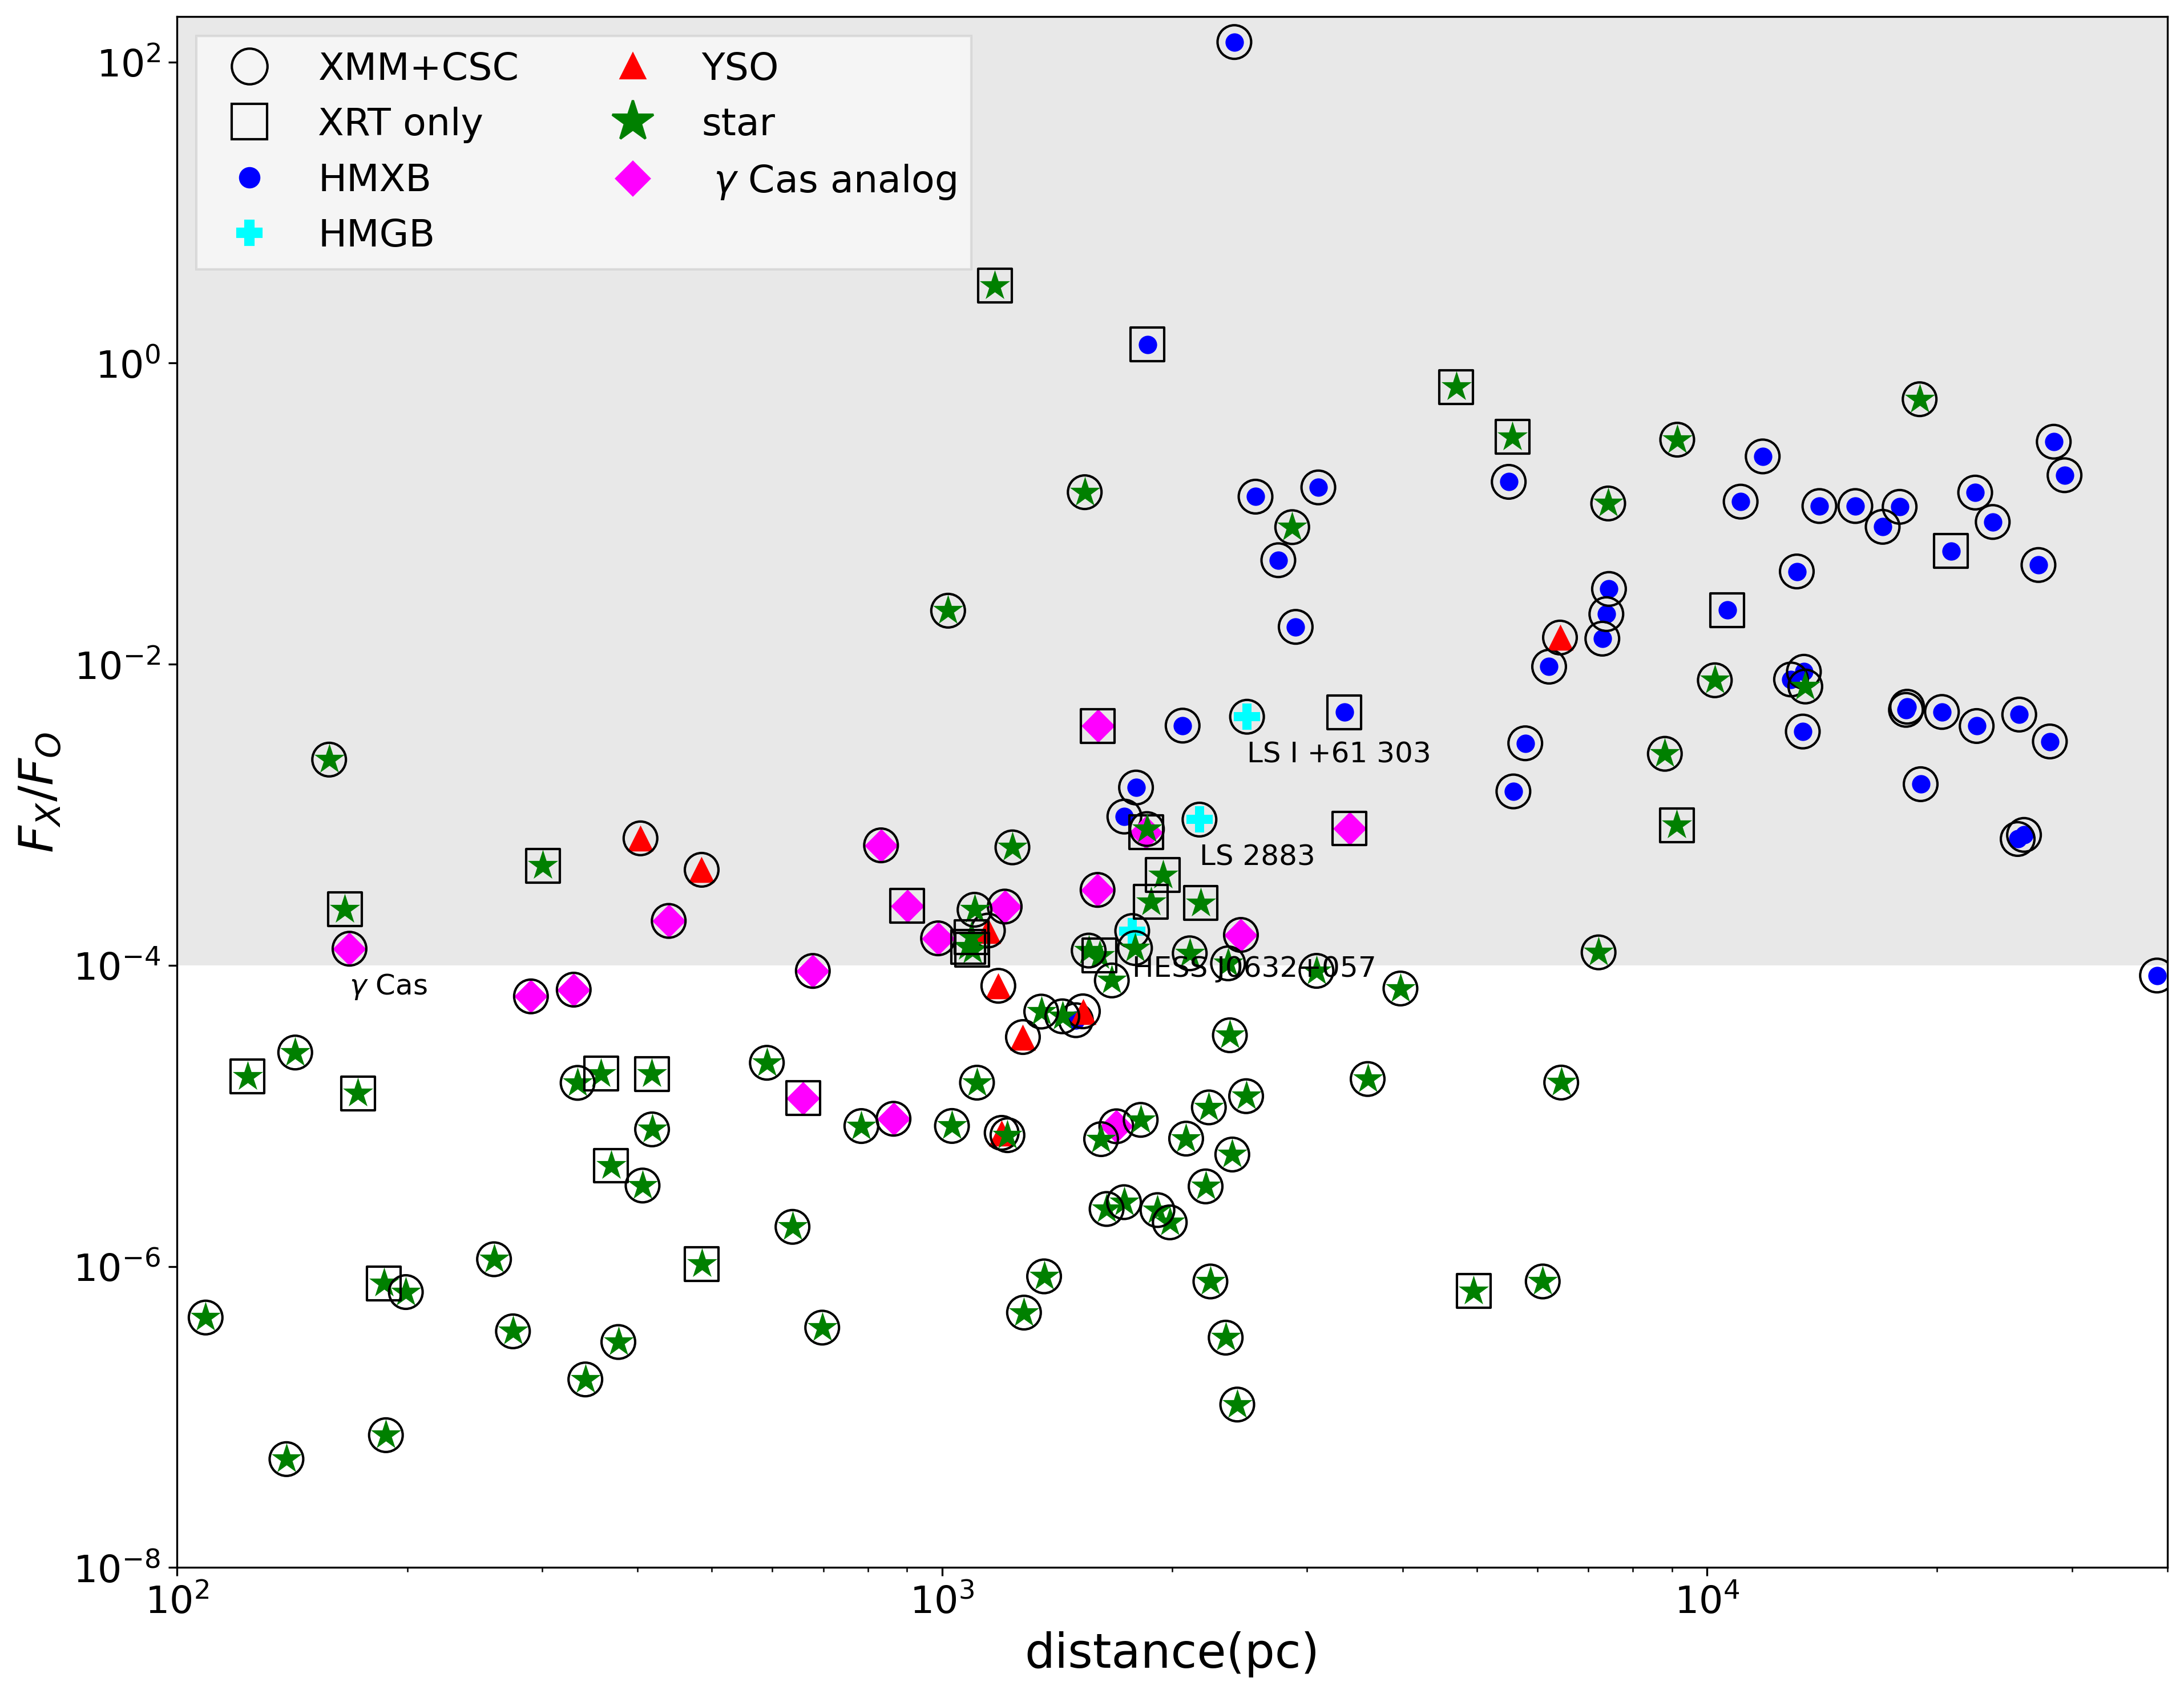 XMM+CSC
XRT only
HMXB
HMGB
YSO
star
γ Cas analog
10²
10⁰
10⁻²
10⁻⁴
10⁻⁶
10⁻⁸
F_X/F_O
LS I +61 303
LS 2883
HESS J0632+057
γ Cas
10²
10³
10⁴
distance(pc)